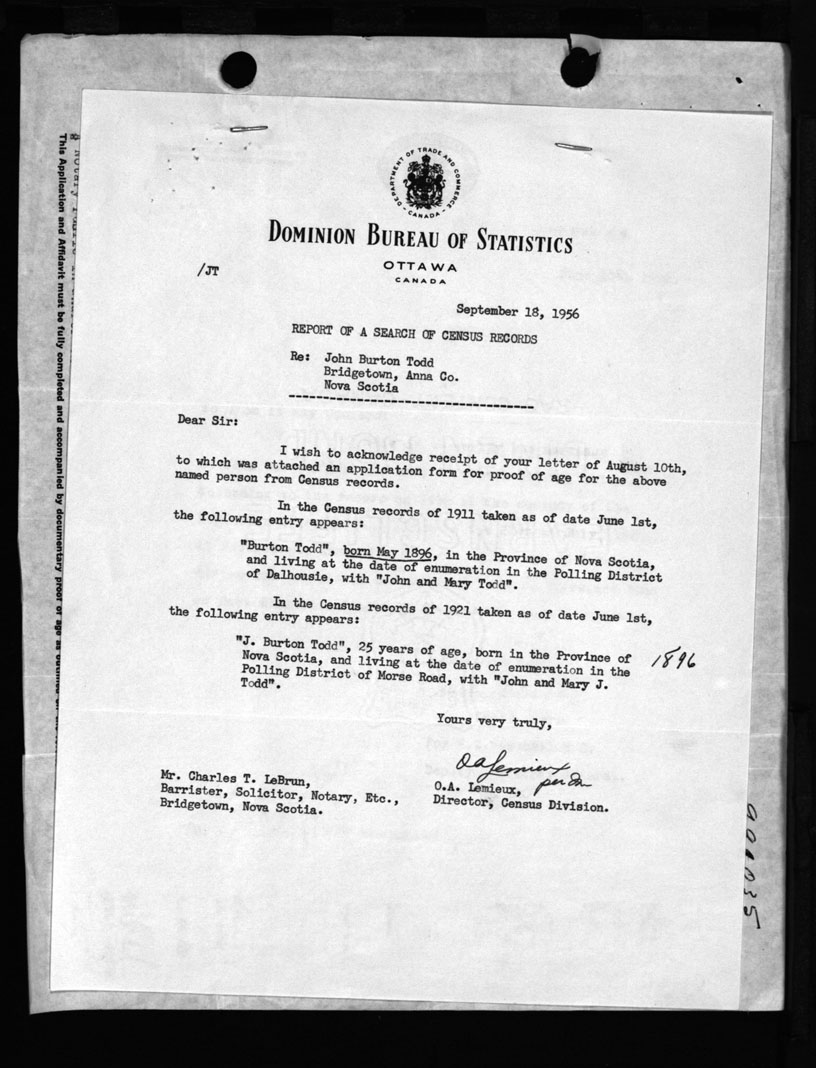 DEPARTMENT OF TRADE AND COMMERCE
- CANADA -
DOMINION BUREAU OF STATISTICS
OTTAWA
CANADA
/JT
September 18, 1956
REPORT OF A SEARCH OF CENSUS RECORDS
Re: John Burton Todd
Bridgetown, Anna Co.
Nova Scotia
Dear Sir:
I wish to acknowledge receipt of your letter of August 10th,
to which was attached an application form for proof of age for the above
named person from Census records.
In the Census records of 1911 taken as of date June 1st,
the following entry appears:
"Burton Todd", born May 1896, in the Province of Nova Scotia,
and living at the date of enumeration in the Polling District
of Dalhousie, with "John and Mary Todd".
In the Census records of 1921 taken as of date June 1st,
the following entry appears:
"J. Burton Todd", 25 years of age, born in the Province of
Nova Scotia, and living at the date of enumeration in the
Polling District of Morse Road, with "John and Mary J.
Todd".
1896
Yours very truly,
O A Lemieux
per
O.A. Lemieux,
Director, Census Division.
Mr. Charles T. LeBrun,
Barrister, Solicitor, Notary, Etc.,
Bridgetown, Nova Scotia.
This Application and Affidavit must be fully completed and accompanied by documentary proof of age as